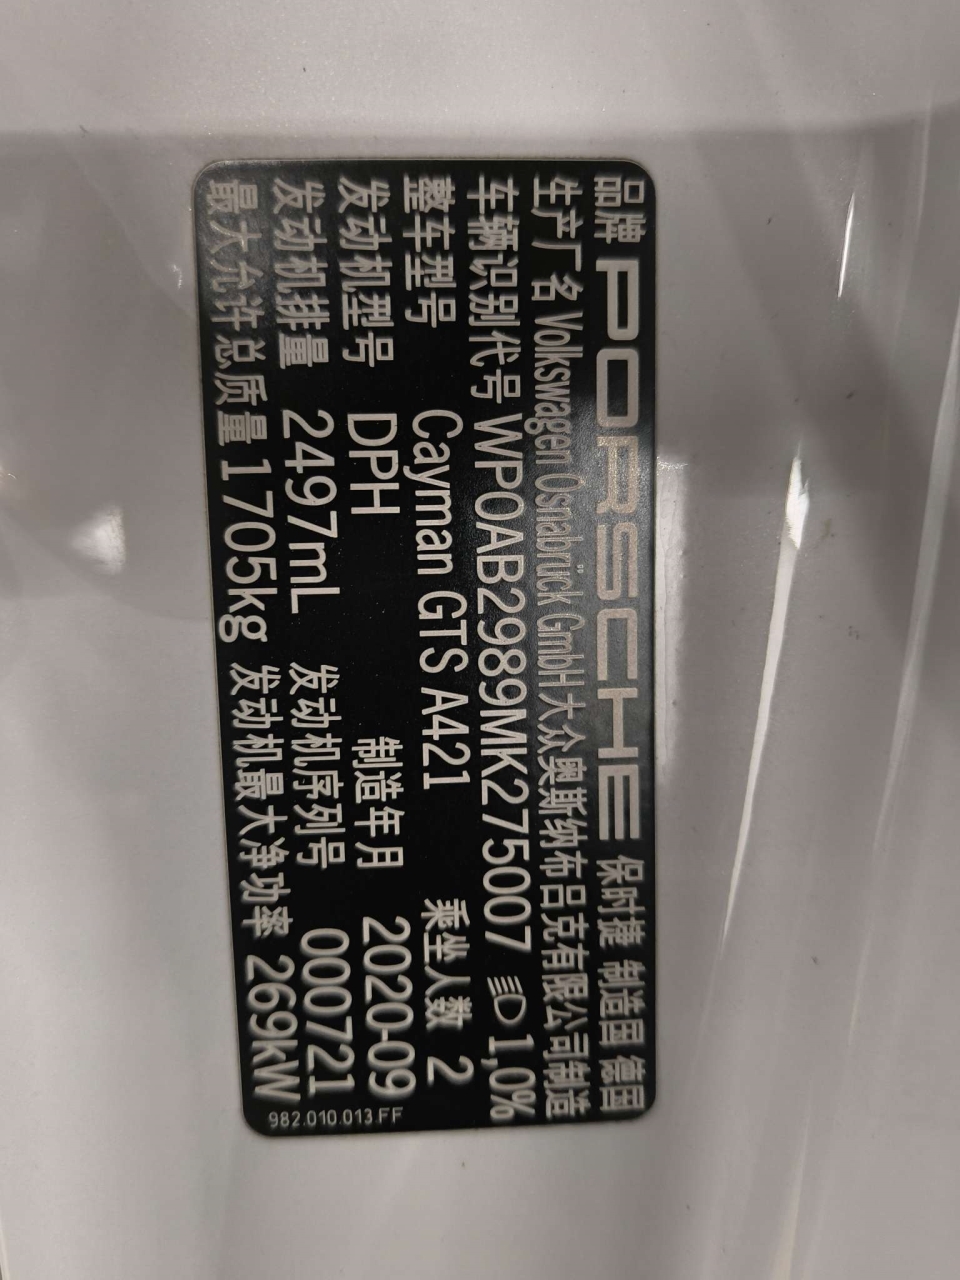 品牌 PORSCHE 保时捷 制造国 德国
生产厂名 Volkswagen Osnabrück GmbH大众奥斯纳布吕克有限公司制造
车辆识别代号 WP0AB2989MK275007 1,0%
整车型号 Cayman GTS A421 乘坐人数 2
发动机型号 DPH 制造年月 2020-09
发动机排量 2497mL 发动机序列号 000721
最大允许总质量 1705kg 发动机最大净功率 269kW
982.010.013.FF